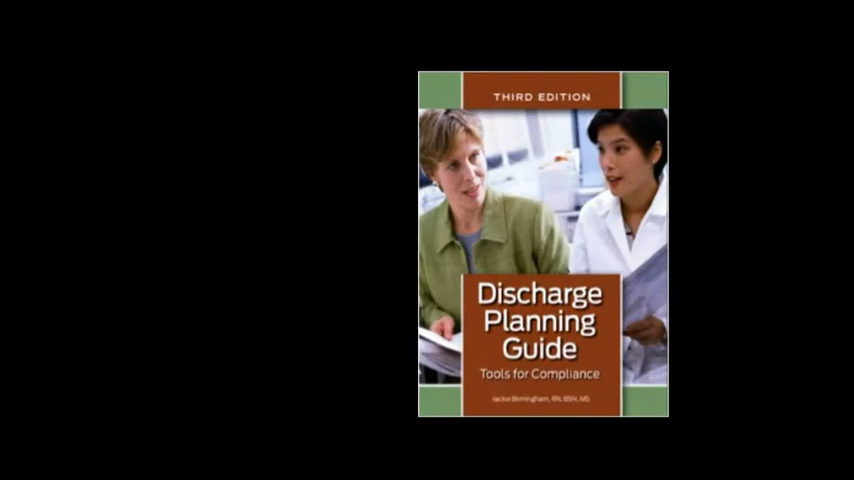 THIRD EDITION
Discharge
Planning
Guide
Tools for Compliance
Jackie Birmingham, RN, BSN, MS